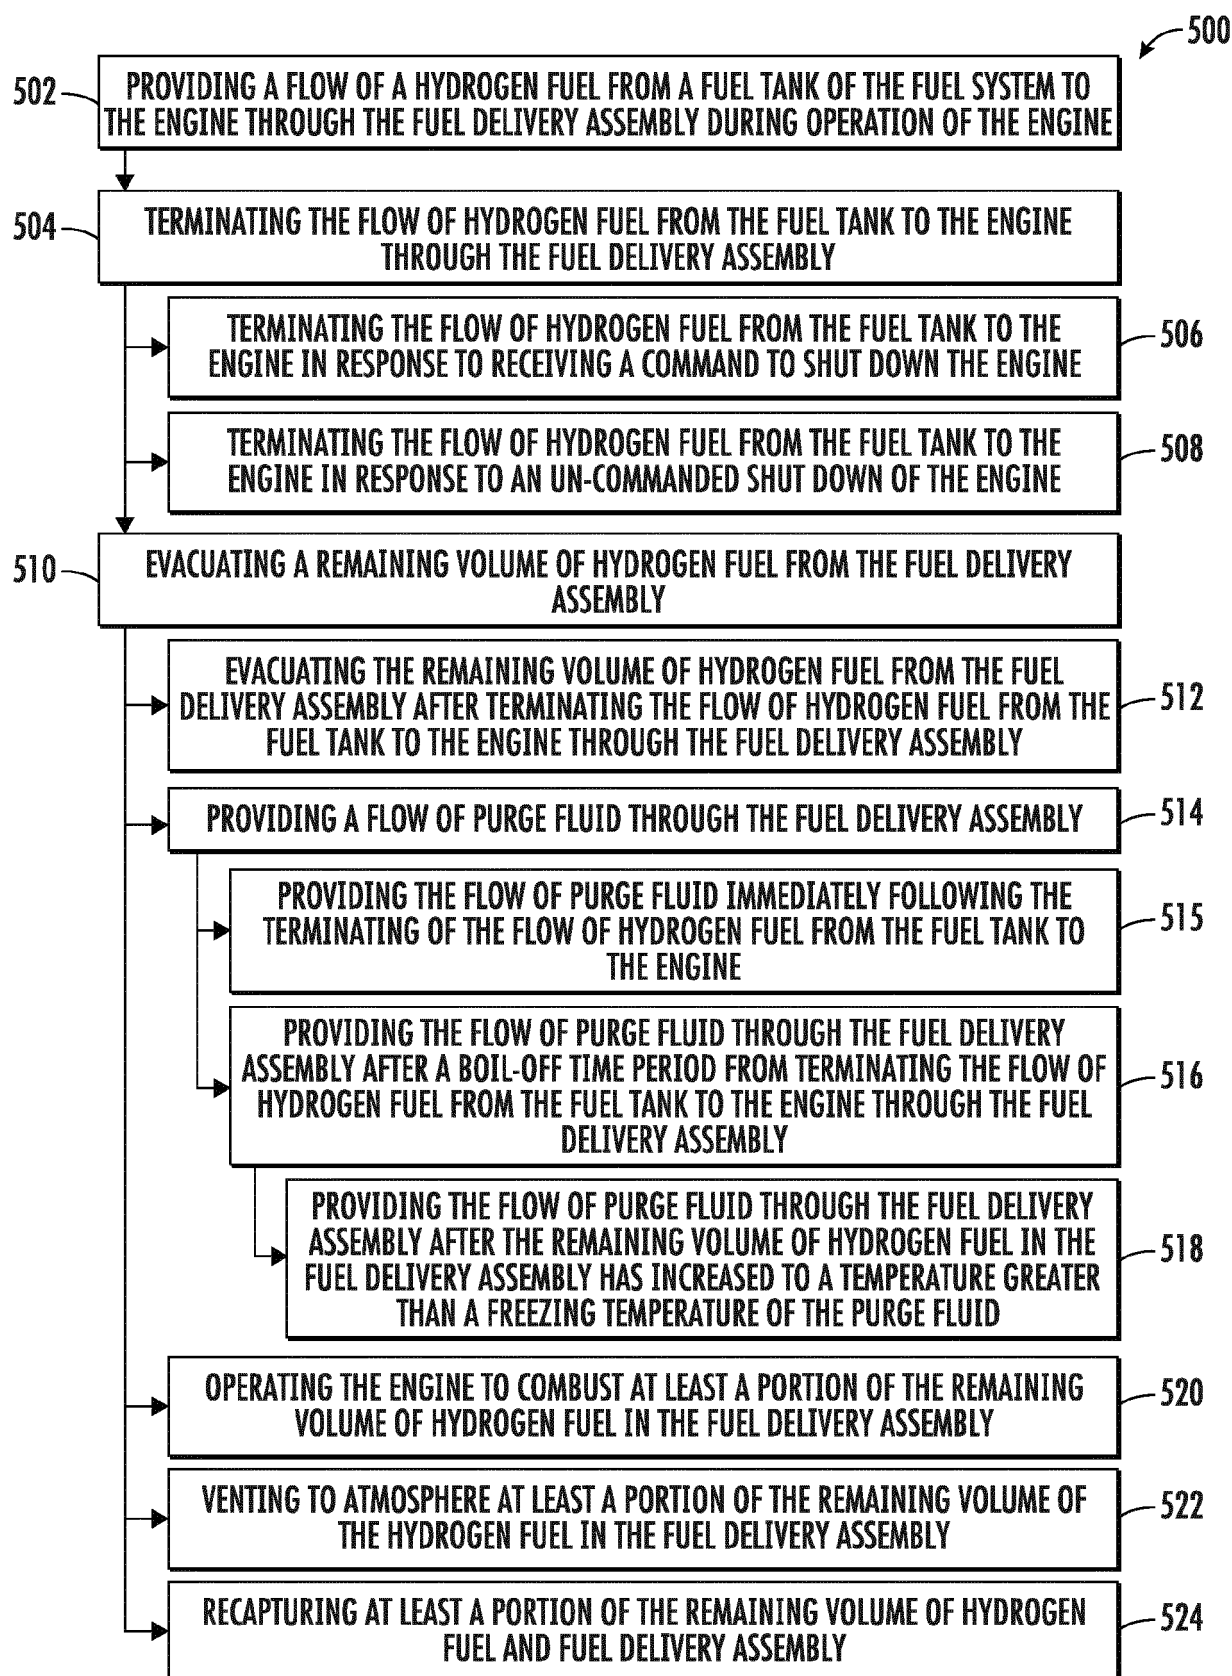 500
502
PROVIDING A FLOW OF A HYDROGEN FUEL FROM A FUEL TANK OF THE FUEL SYSTEM TO
THE ENGINE THROUGH THE FUEL DELIVERY ASSEMBLY DURING OPERATION OF THE ENGINE
504
TERMINATING THE FLOW OF HYDROGEN FUEL FROM THE FUEL TANK TO THE ENGINE
THROUGH THE FUEL DELIVERY ASSEMBLY
TERMINATING THE FLOW OF HYDROGEN FUEL FROM THE FUEL TANK TO THE
ENGINE IN RESPONSE TO RECEIVING A COMMAND TO SHUT DOWN THE ENGINE
506
TERMINATING THE FLOW OF HYDROGEN FUEL FROM THE FUEL TANK TO THE
ENGINE IN RESPONSE TO AN UN-COMMANDED SHUT DOWN OF THE ENGINE
508
510
EVACUATING A REMAINING VOLUME OF HYDROGEN FUEL FROM THE FUEL DELIVERY
ASSEMBLY
EVACUATING THE REMAINING VOLUME OF HYDROGEN FUEL FROM THE FUEL
DELIVERY ASSEMBLY AFTER TERMINATING THE FLOW OF HYDROGEN FUEL FROM THE
FUEL TANK TO THE ENGINE THROUGH THE FUEL DELIVERY ASSEMBLY
512
PROVIDING A FLOW OF PURGE FLUID THROUGH THE FUEL DELIVERY ASSEMBLY
514
PROVIDING THE FLOW OF PURGE FLUID IMMEDIATELY FOLLOWING THE
TERMINATING OF THE FLOW OF HYDROGEN FUEL FROM THE FUEL TANK TO
THE ENGINE
515
PROVIDING THE FLOW OF PURGE FLUID THROUGH THE FUEL DELIVERY
ASSEMBLY AFTER A BOIL-OFF TIME PERIOD FROM TERMINATING THE FLOW OF
HYDROGEN FUEL FROM THE FUEL TANK TO THE ENGINE THROUGH THE FUEL
DELIVERY ASSEMBLY
516
PROVIDING THE FLOW OF PURGE FLUID THROUGH THE FUEL DELIVERY
ASSEMBLY AFTER THE REMAINING VOLUME OF HYDROGEN FUEL IN THE
FUEL DELIVERY ASSEMBLY HAS INCREASED TO A TEMPERATURE GREATER
THAN A FREEZING TEMPERATURE OF THE PURGE FLUID
518
OPERATING THE ENGINE TO COMBUST AT LEAST A PORTION OF THE REMAINING
VOLUME OF HYDROGEN FUEL IN THE FUEL DELIVERY ASSEMBLY
520
VENTING TO ATMOSPHERE AT LEAST A PORTION OF THE REMAINING VOLUME OF
THE HYDROGEN FUEL IN THE FUEL DELIVERY ASSEMBLY
522
RECAPTURING AT LEAST A PORTION OF THE REMAINING VOLUME OF HYDROGEN
FUEL AND FUEL DELIVERY ASSEMBLY
524